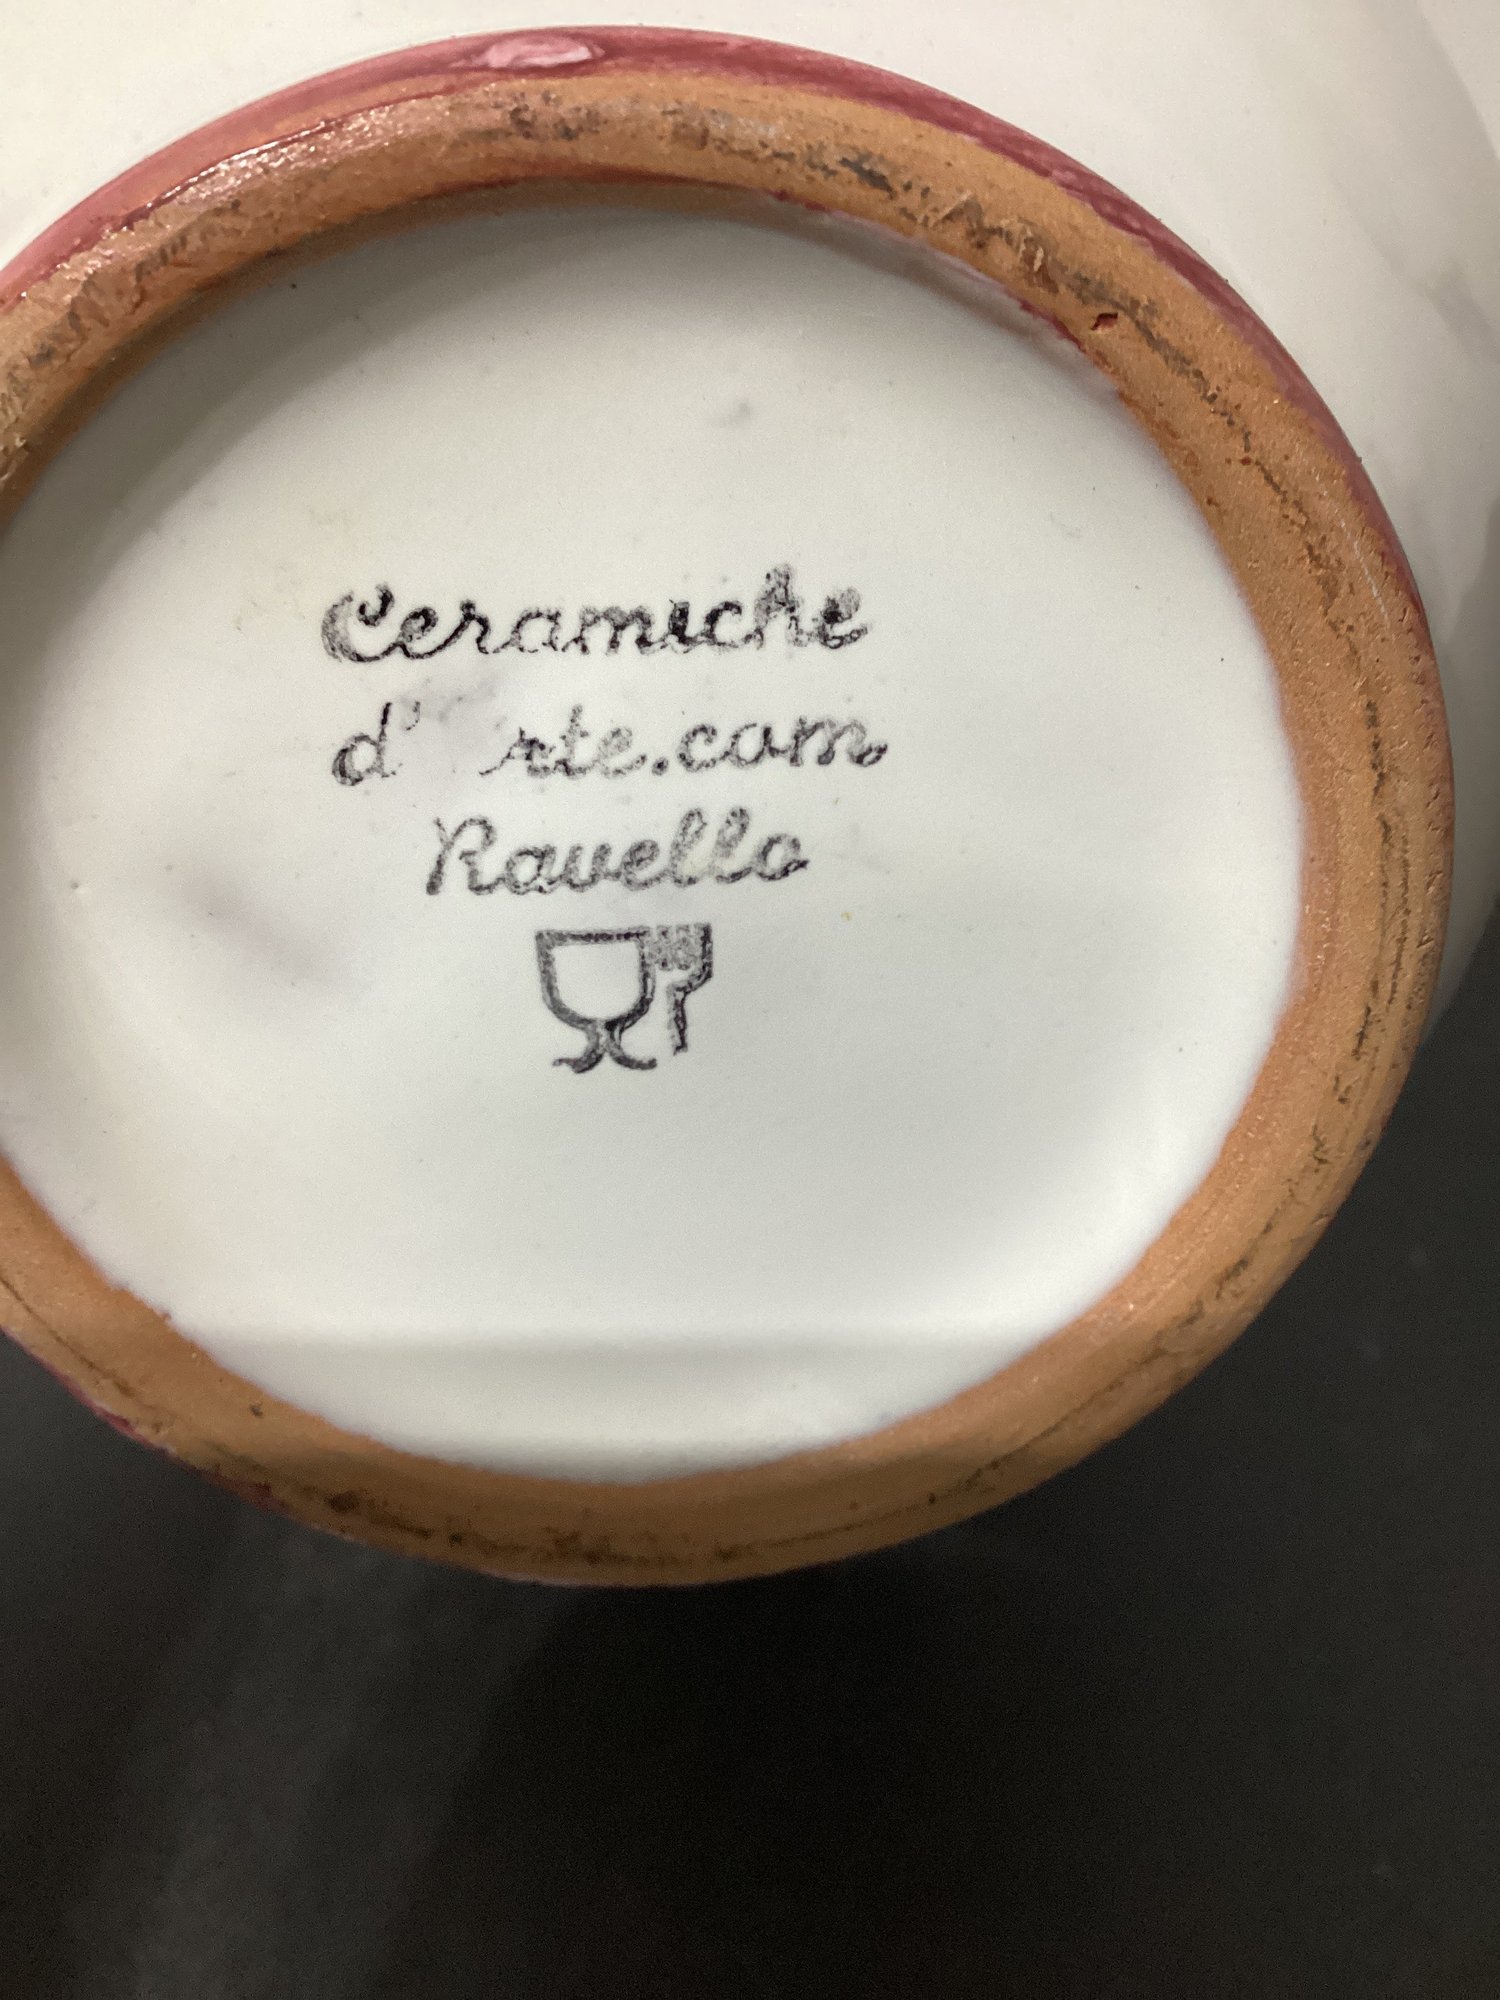 Ceramiche
d' rte.com
Ravello